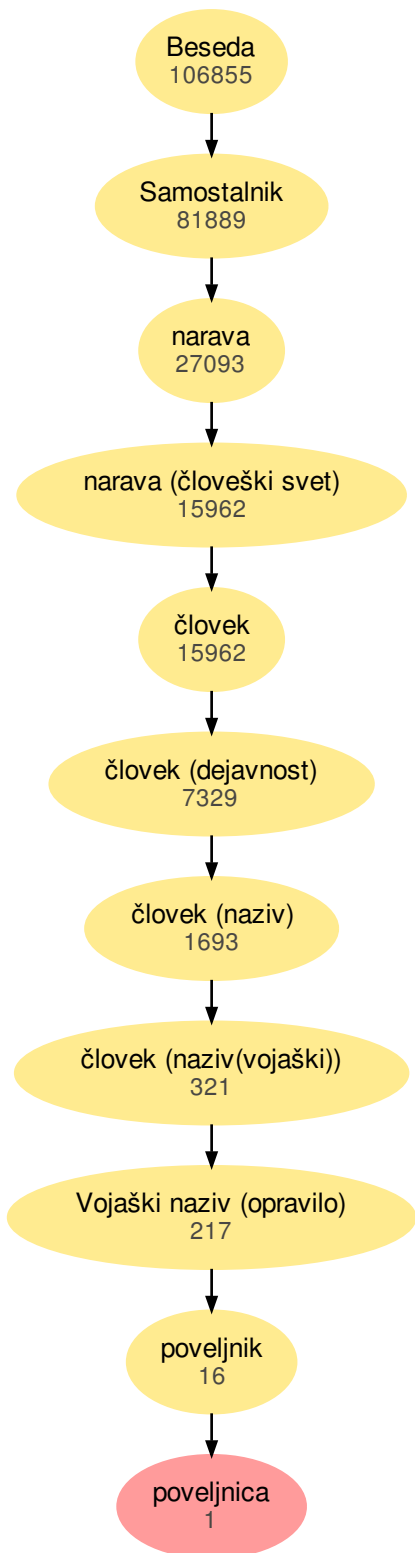 Beseda
106855
Samostalnik
81889
narava
27093
narava (človeški svet)
15962
človek
15962
človek (dejavnost)
7329
človek (naziv)
1693
človek (naziv(vojaški))
321
Vojaški naziv (opravilo)
217
poveljnik
16
poveljnica
1